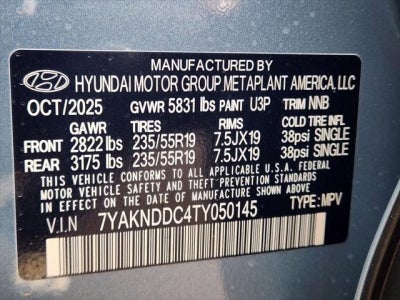 MANUFACTURED BY
HYUNDAI MOTOR GROUP METAPLANT AMERICA, LLC
OCT/2025 GVWR 5831 lbs PAINT U3P TRIM NNB
GAWR TIRES RIMS COLD TIRE INFL
FRONT 2822 lbs 235/55R19 7.5JX19 38psi SINGLE
REAR 3175 lbs 235/55R19 7.5JX19 38psi SINGLE
THIS VEHICLE CONFORMS TO ALL APPLICABLE U.S.A. FEDERAL
MOTOR VEHICLE SAFETY, BUMPER, AND THEFT PREVENTION STANDARDS
IN EFFECT ON THE DATE OF MANUFACTURE SHOWN ABOVE.
V.I.N 7YAKNDDC4TY050145 TYPE: MPV